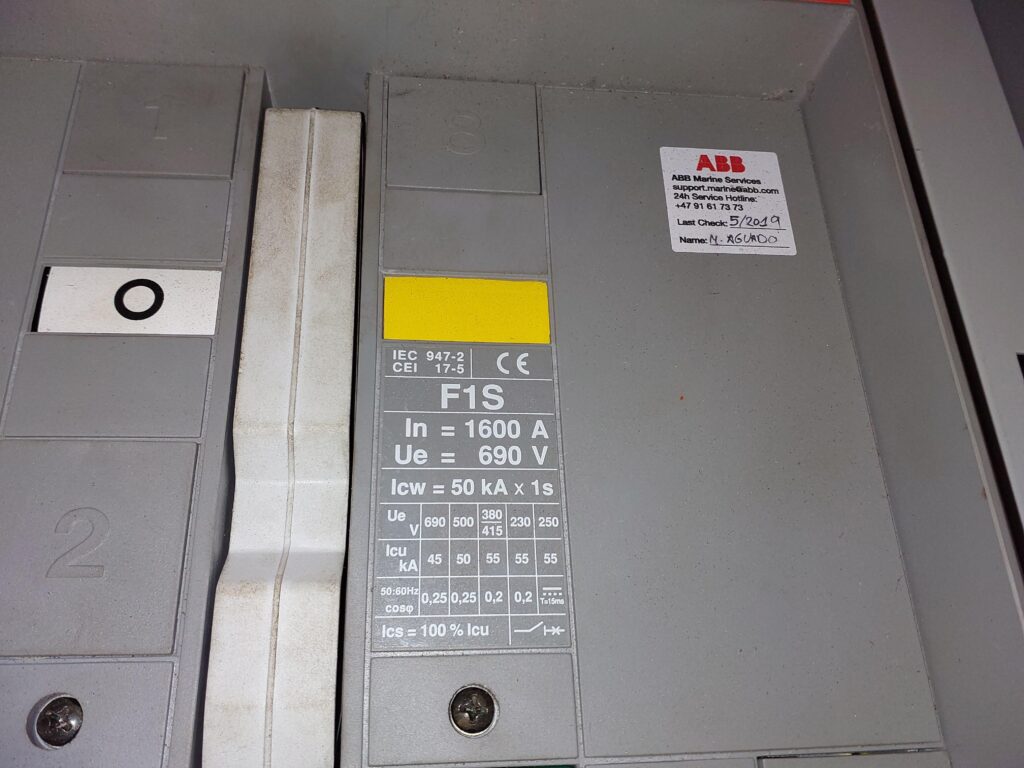 1
8
O
2
IEC 947-2
CEI 17-5
CE
F1S
In = 1600 A
Ue = 690 V
Icw = 50 kA x 1s
Ue V 690 500 380/415 230 250
Icu kA 45 50 55 55 55
50:60Hz cosφ 0,25 0,25 0,2 0,2 T=15ms
Ics = 100 % Icu
ABB
ABB Marine Services
support.marine@abb.com
24h Service Hotline:
+47 91 61 73 73
Last Check: 5/2019
Name: M. AGUADO